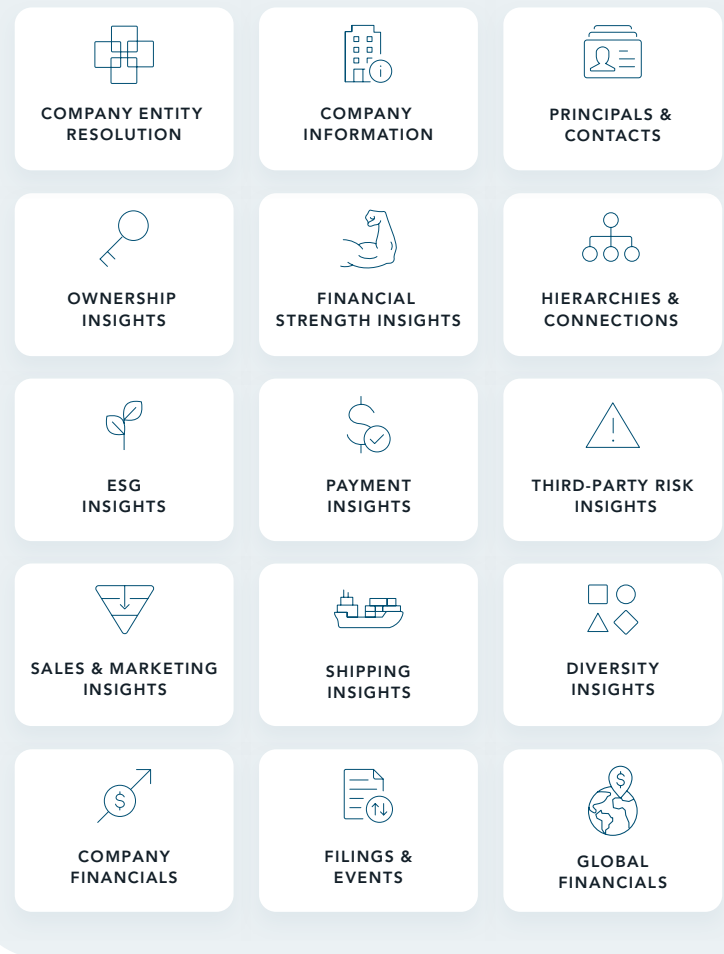 COMPANY ENTITY
RESOLUTION
COMPANY
INFORMATION
PRINCIPALS &
CONTACTS
OWNERSHIP
INSIGHTS
FINANCIAL
STRENGTH INSIGHTS
HIERARCHIES &
CONNECTIONS
ESG
INSIGHTS
$
PAYMENT
INSIGHTS
THIRD-PARTY RISK
INSIGHTS
SALES & MARKETING
INSIGHTS
SHIPPING
INSIGHTS
DIVERSITY
INSIGHTS
$
COMPANY
FINANCIALS
FILINGS &
EVENTS
$
GLOBAL
FINANCIALS